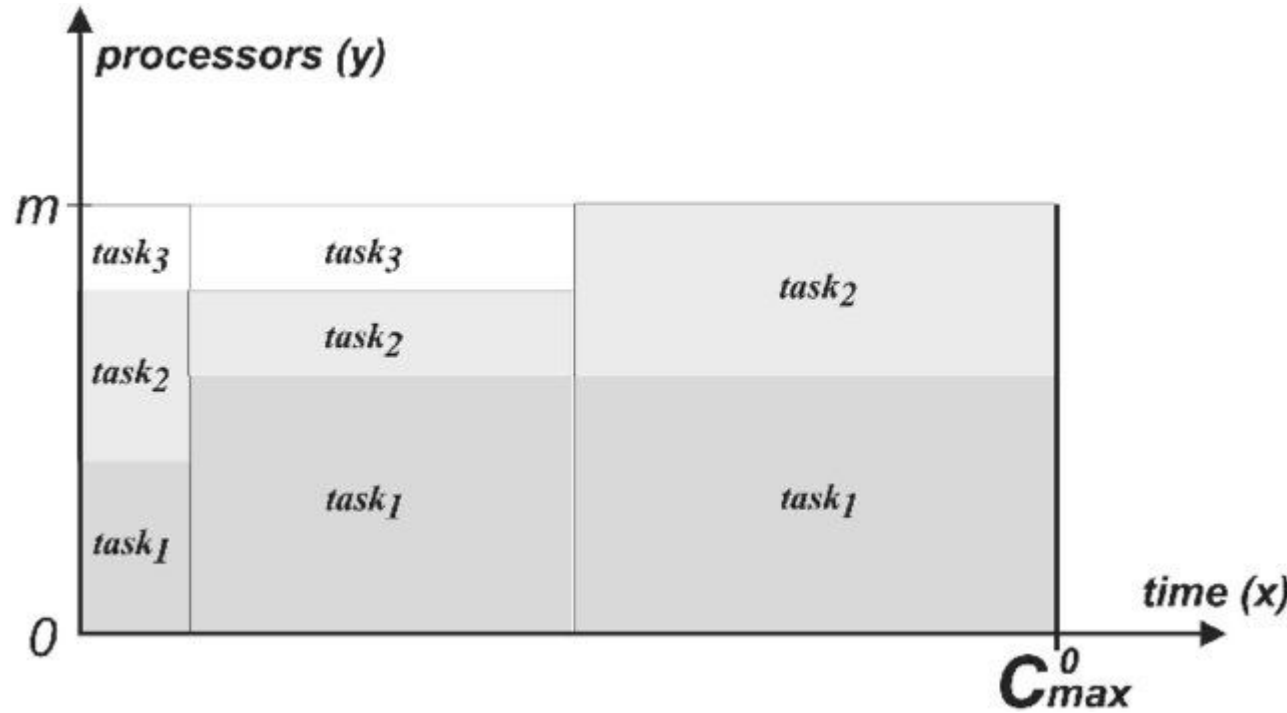 processors (y)
m
task3 task3
task2
task2
task2
task1 task1
task1
0
time (x)
C0max